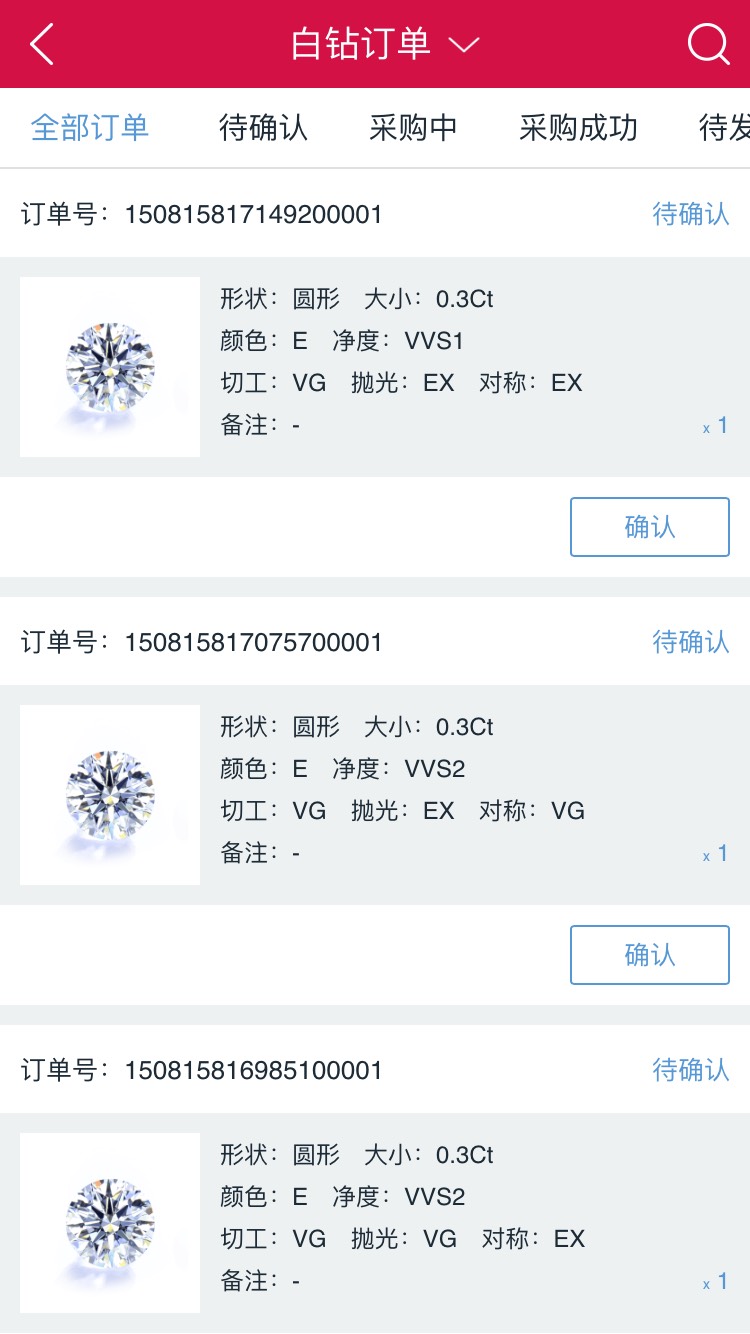 白钻订单
全部订单 待确认 采购中 采购成功 待发
订单号：150815817149200001 待确认
形状：圆形 大小：0.3Ct
颜色：E 净度：VVS1
切工：VG 抛光：EX 对称：EX
备注：- x 1
确认
订单号：150815817075700001 待确认
形状：圆形 大小：0.3Ct
颜色：E 净度：VVS2
切工：VG 抛光：EX 对称：VG
备注：- x 1
确认
订单号：150815816985100001 待确认
形状：圆形 大小：0.3Ct
颜色：E 净度：VVS2
切工：VG 抛光：VG 对称：EX
备注：- x 1